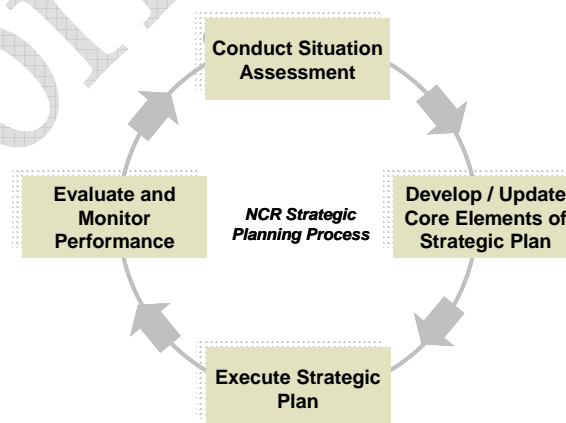 Conduct Situation
Assessment
Develop / Update
Core Elements of
Strategic Plan
Execute Strategic
Plan
Evaluate and
Monitor
Performance
NCR Strategic
Planning Process